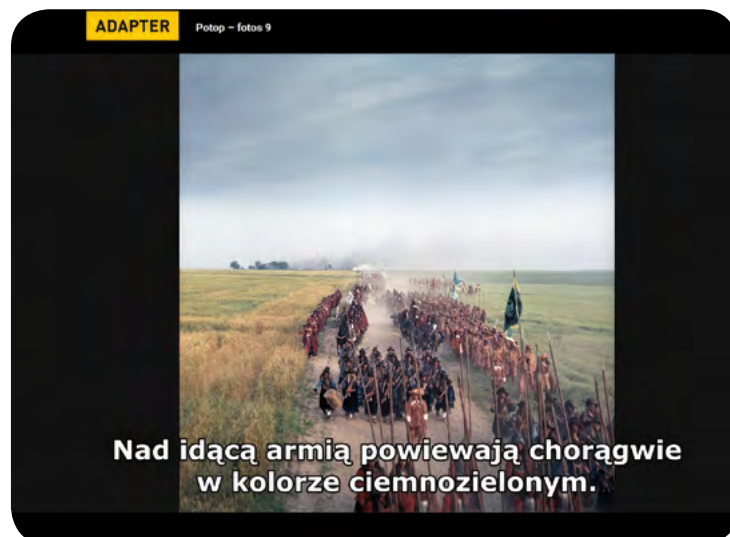 ADAPTER
Potop – fotos 9
Nad idącą armią powiewają chorągwie
w kolorze ciemnozielonym.